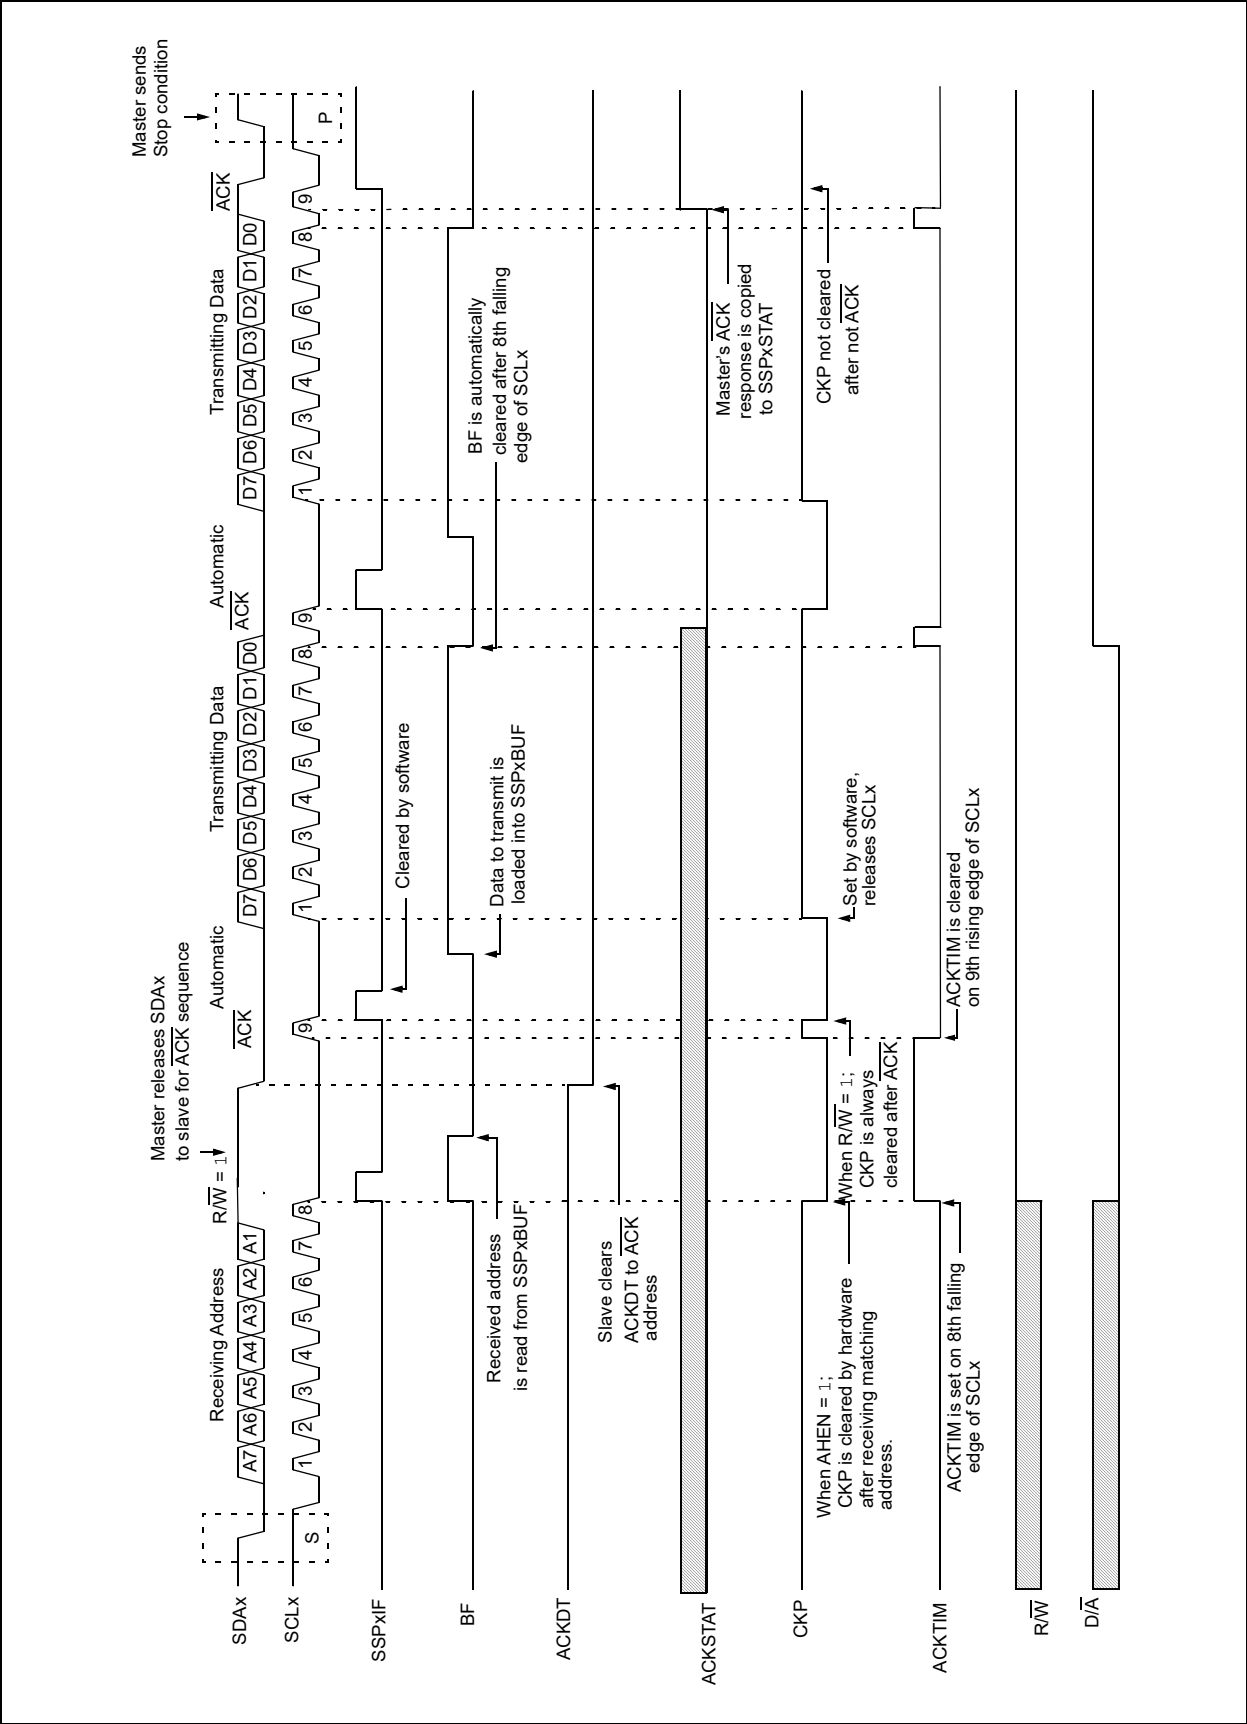 Master releases SDAx
to slave for ACK sequence
Master sends
Stop condition
Receiving Address
R/W = 1
Automatic
Transmitting Data
Automatic
Transmitting Data
ACK
ACK
ACK
SDAx
A7 A6 A5 A4 A3 A2 A1
D7 D6 D5 D4 D3 D2 D1 D0
D7 D6 D5 D4 D3 D2 D1 D0
SCLx
S
1 2 3 4 5 6 7 8 9
1 2 3 4 5 6 7 8 9
1 2 3 4 5 6 7 8 9
P
SSPxIF
Cleared by software
BF
Received address
is read from SSPxBUF
Data to transmit is
loaded into SSPxBUF
BF is automatically
cleared after 8th falling
edge of SCLx
ACKDT
Slave clears
ACKDT to ACK
address
ACKSTAT
Master's ACK
response is copied
to SSPxSTAT
CKP
When AHEN = 1;
CKP is cleared by hardware
after receiving matching
address.
When R/W = 1;
CKP is always
cleared after ACK
Set by software,
releases SCLx
CKP not cleared
after not ACK
ACKTIM
ACKTIM is set on 8th falling
edge of SCLx
ACKTIM is cleared
on 9th rising edge of SCLx
R/W
D/A